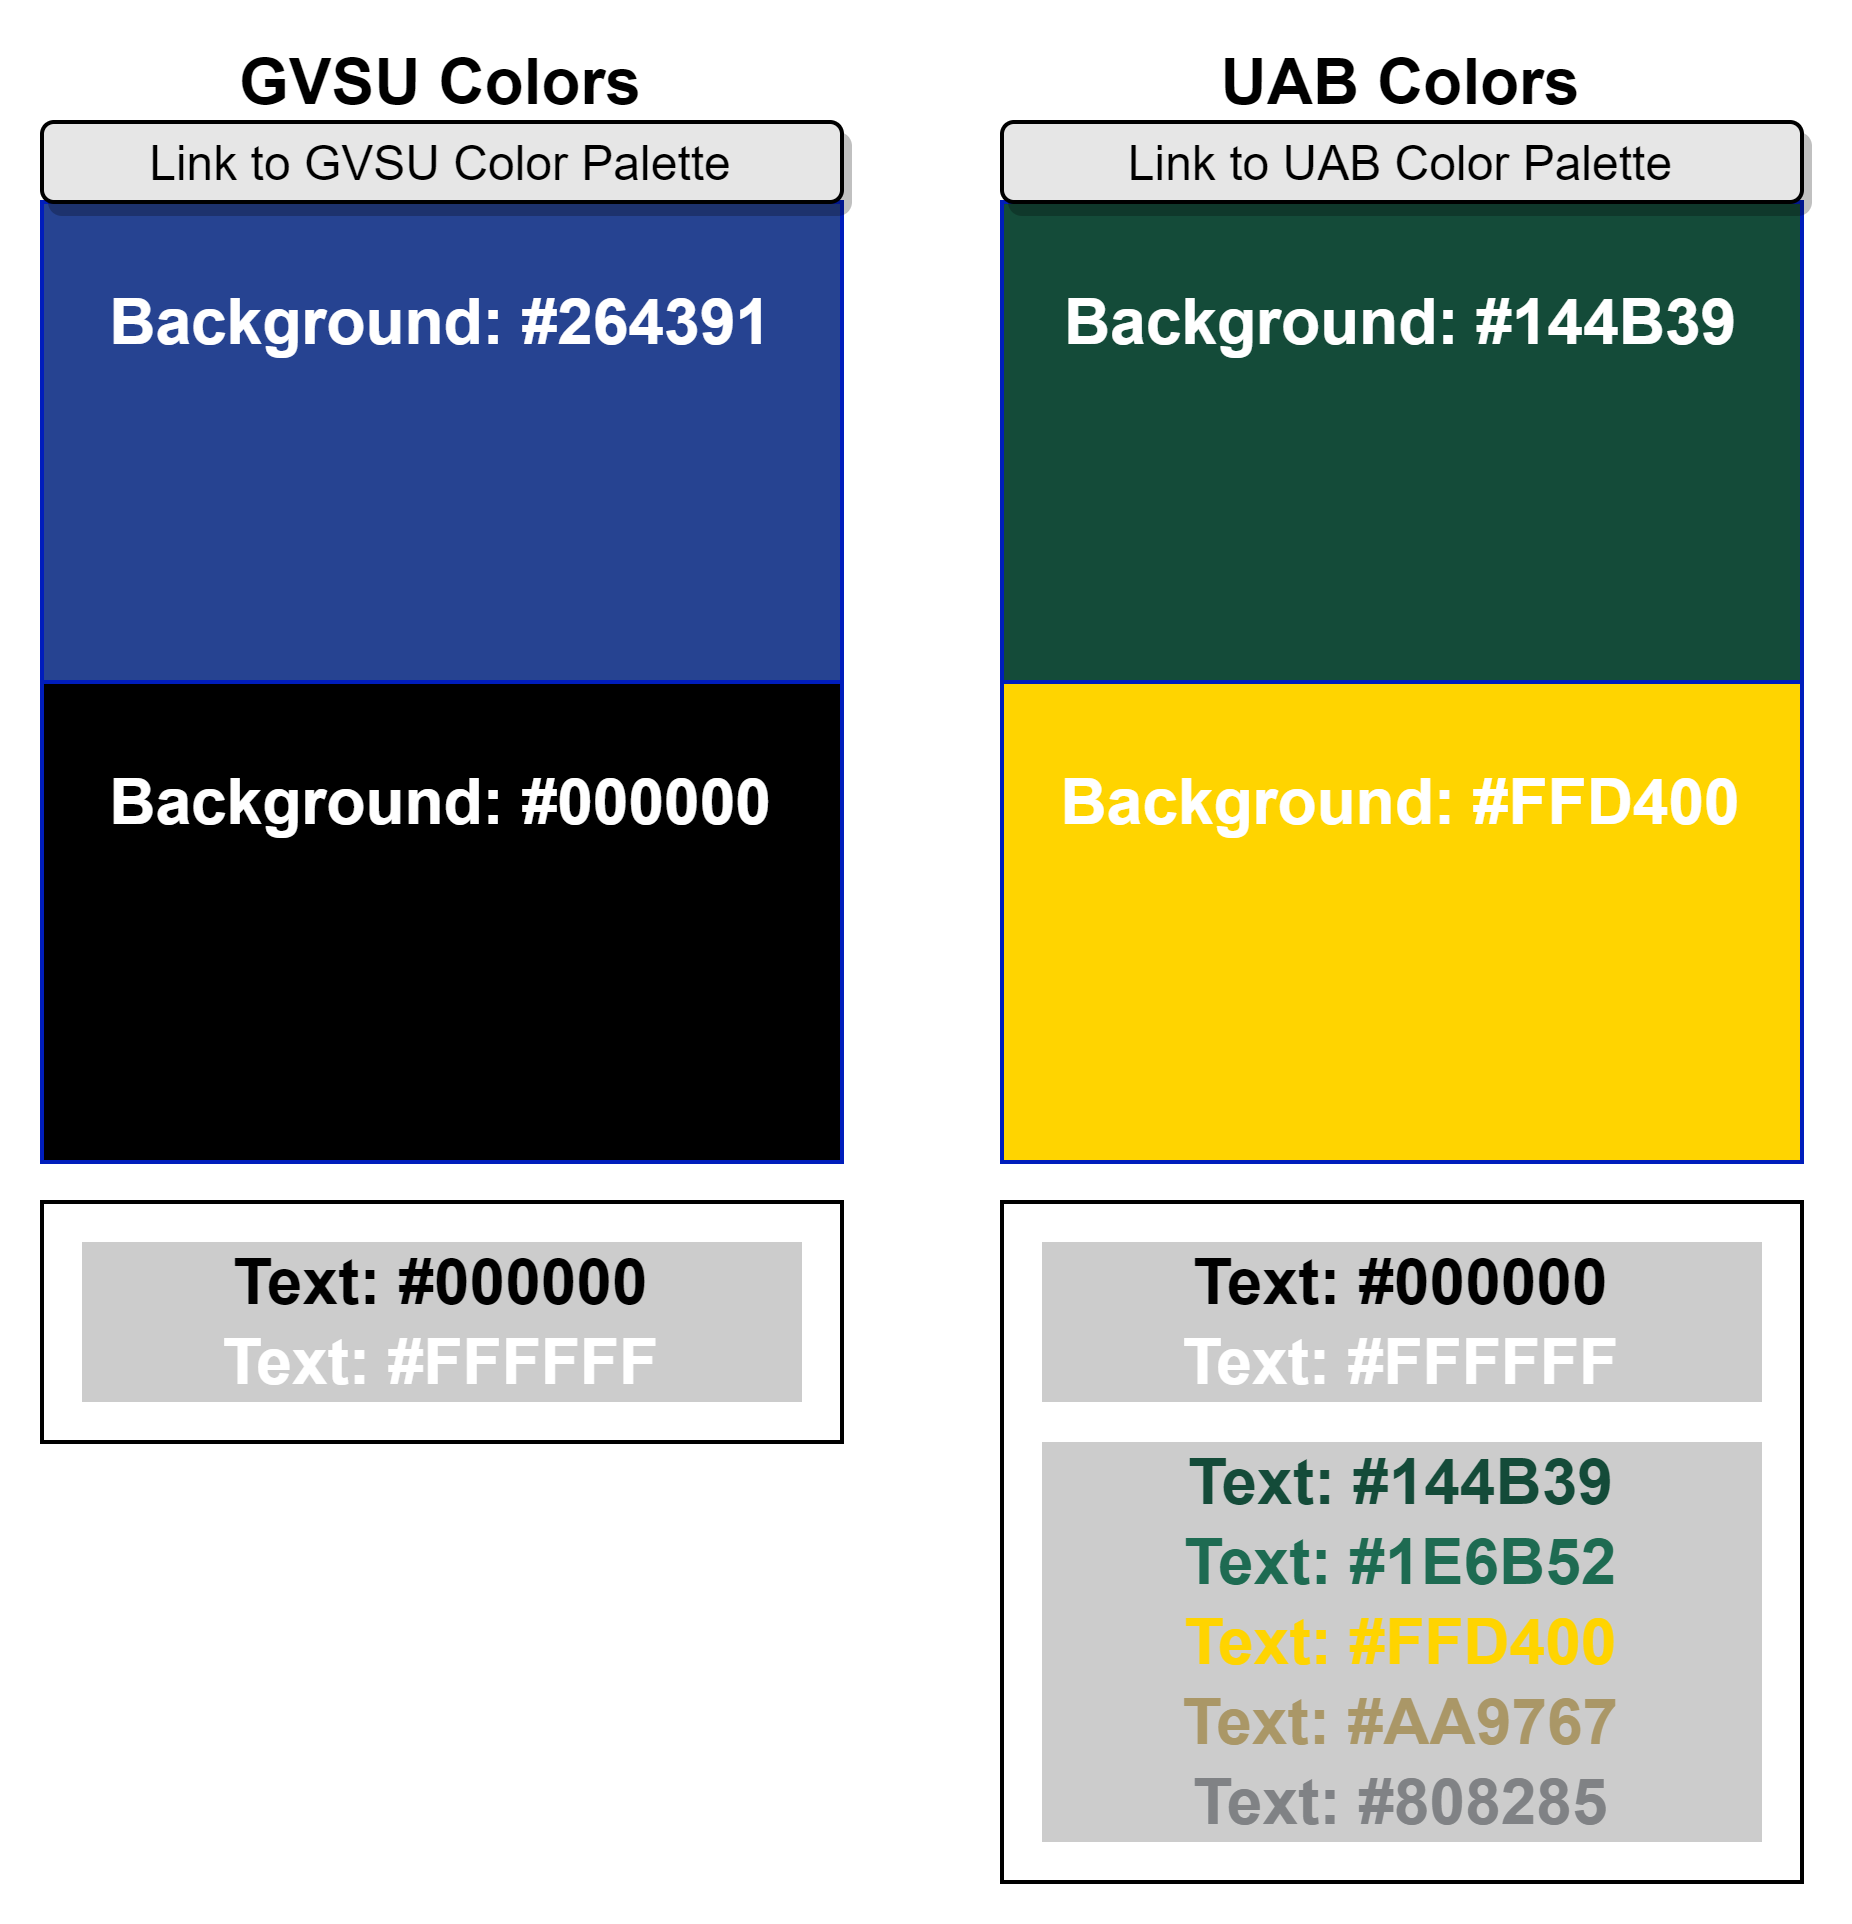 GVSU Colors
Link to GVSU Color Palette
Background: #264391
Background: #000000
Text: #000000
Text: #FFFFFF
UAB Colors
Link to UAB Color Palette
Background: #144B39
Background: #FFD400
Text: #000000
Text: #FFFFFF
Text: #144B39
Text: #1E6B52
Text: #FFD400
Text: #AA9767
Text: #808285